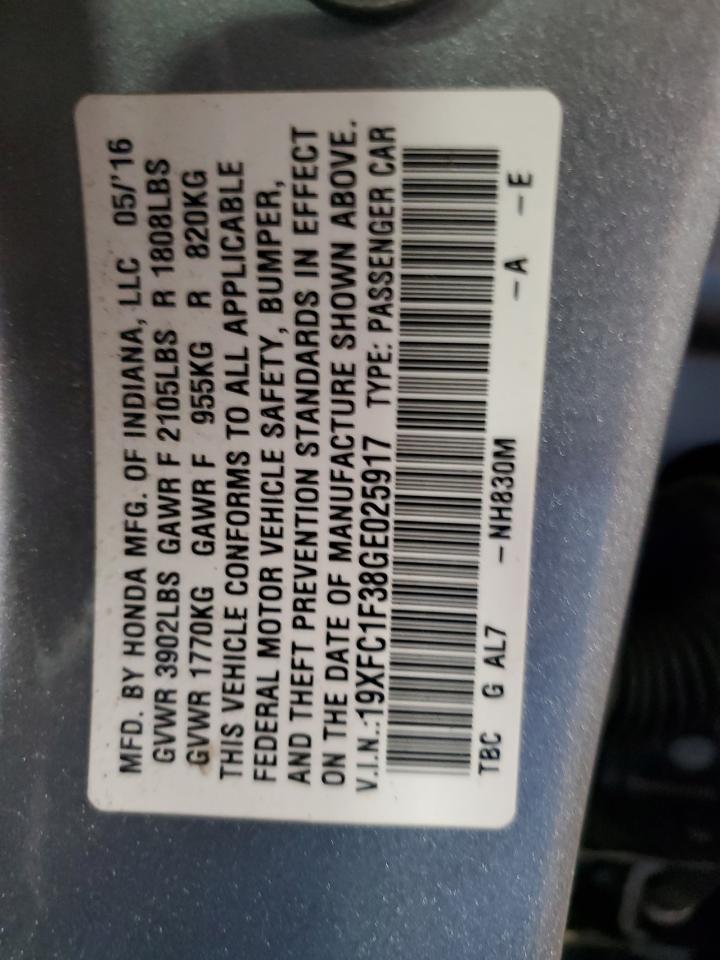 MFD. BY HONDA MFG. OF INDIANA, LLC 05/'16
GVWR 3902LBS GAWR F 2105LBS R 1808LBS
GVWR 1770KG GAWR F 955KG R 820KG
THIS VEHICLE CONFORMS TO ALL APPLICABLE
FEDERAL MOTOR VEHICLE SAFETY, BUMPER,
AND THEFT PREVENTION STANDARDS IN EFFECT
ON THE DATE OF MANUFACTURE SHOWN ABOVE.
V.I.N.:19XFC1F38GE025917 TYPE: PASSENGER CAR
TBC G AL7 -NH830M -A -E